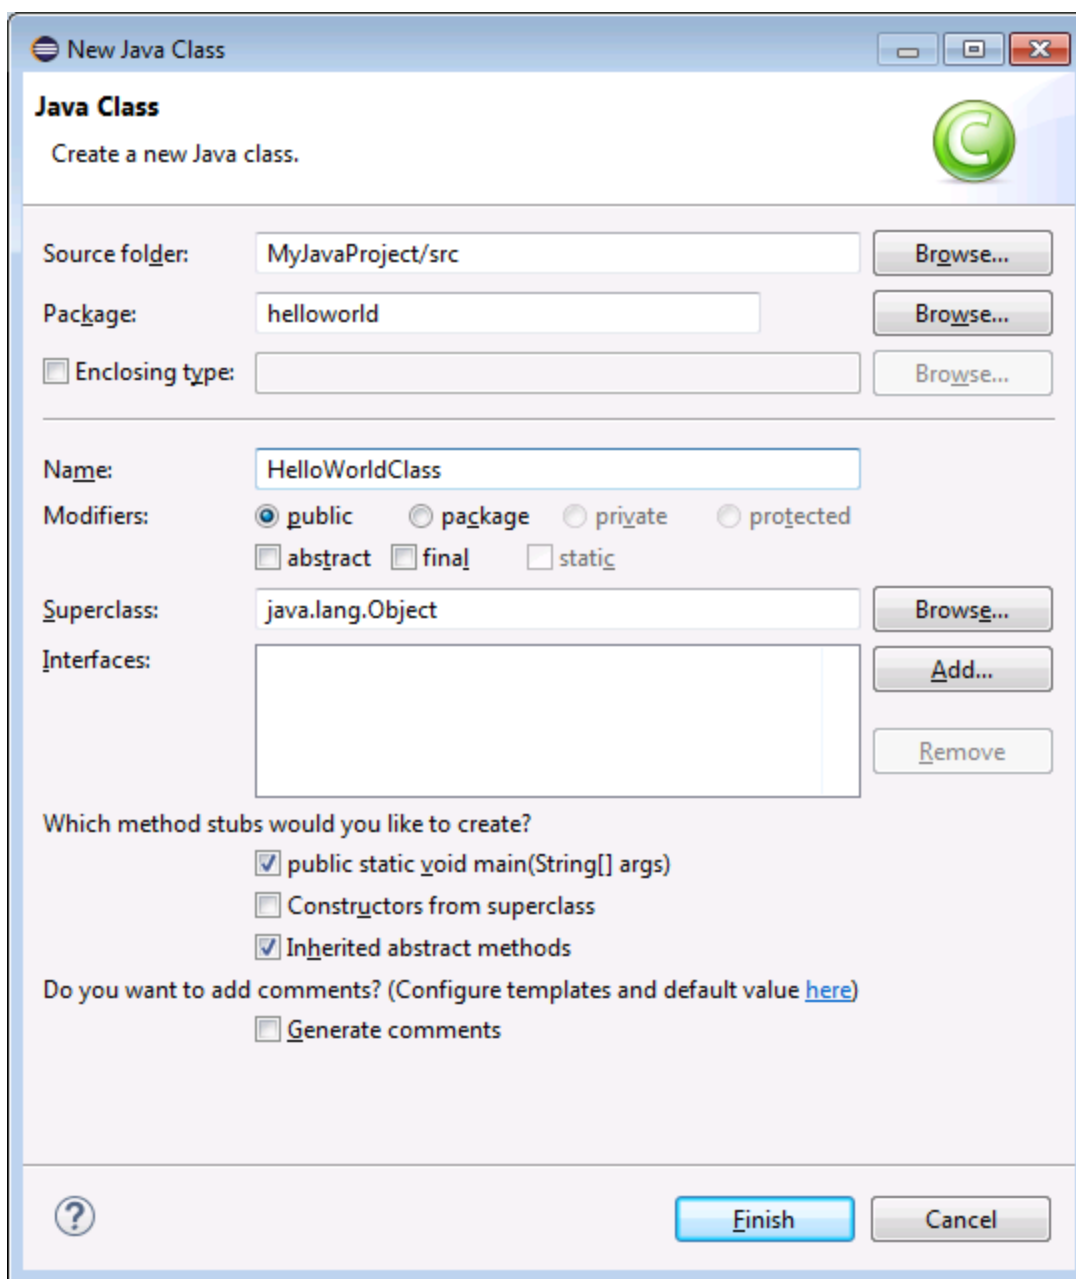 New Java Class
Java Class
Create a new Java class.
Source folder: MyJavaProject/src Browse...
Package: helloworld Browse...
Enclosing type: Browse...
Name: HelloWorldClass
Modifiers: public package private protected
abstract final static
Superclass: java.lang.Object Browse...
Interfaces: Add...
Remove
Which method stubs would you like to create?
public static void main(String[] args)
Constructors from superclass
Inherited abstract methods
Do you want to add comments? (Configure templates and default value here)
Generate comments
? Finish Cancel